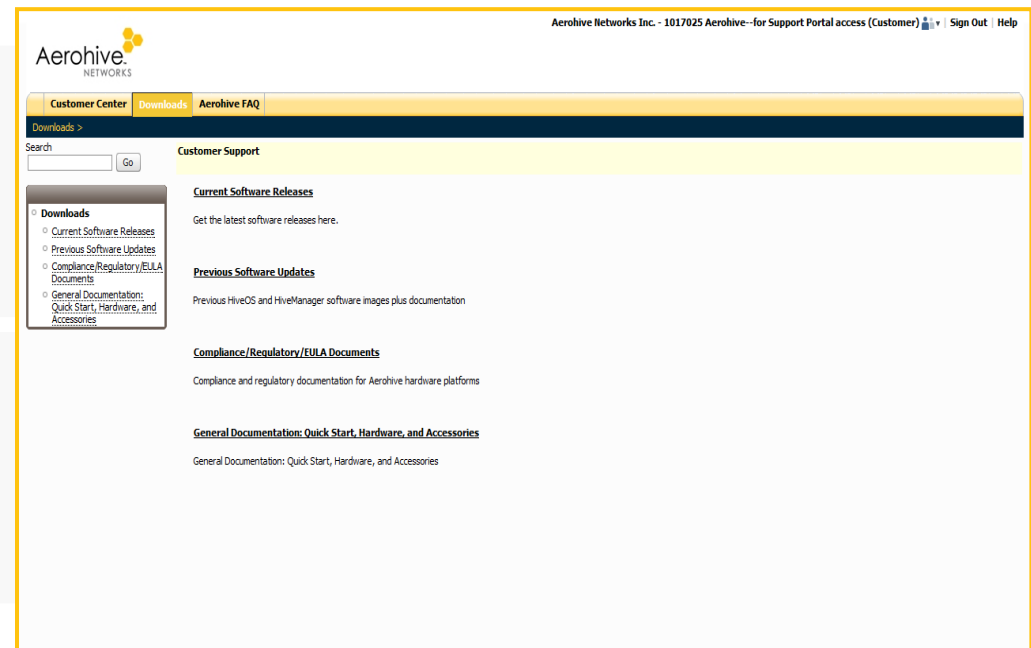 Aerohive Networks Inc. - 1017025 Aerohive--for Support Portal access (Customer) | Sign Out | Help
Aerohive
NETWORKS
Customer Center Downloads Aerohive FAQ
Downloads >
Search
Go
Customer Support
Downloads
Current Software Releases
Previous Software Updates
Compliance/Regulatory/EULA
Documents
General Documentation:
Quick Start, Hardware, and
Accessories
Current Software Releases
Get the latest software releases here.
Previous Software Updates
Previous HiveOS and HiveManager software images plus documentation
Compliance/Regulatory/EULA Documents
Compliance and regulatory documentation for Aerohive hardware platforms
General Documentation: Quick Start, Hardware, and Accessories
General Documentation: Quick Start, Hardware, and Accessories